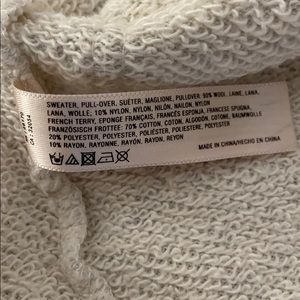 SWEATER, PULL-OVER, SUÉTER, MAGLIONE, PULLOVER: 90% WOOL, LAINE, LANA,
LANA, WOLLE; 10% NYLON, NYLON, NILÓN, NAILON, NYLON
FRENCH TERRY, EPONGE FRANÇAIS, FRANCÉS ESPONJA, FRANCESE SPUGNA,
FRANZÖSISCH FROTTEE: 70% COTTON, COTON, ALGODÓN, COTONE, BAUMWOLLE
20% POLYESTER, POLYESTER, POLIÉSTER, POLIESTERE, POLYESTER
10% RAYON, RAYONNE, RAYÓN, RAYON, REYON
MADE IN CHINA/HECHO EN CHINA